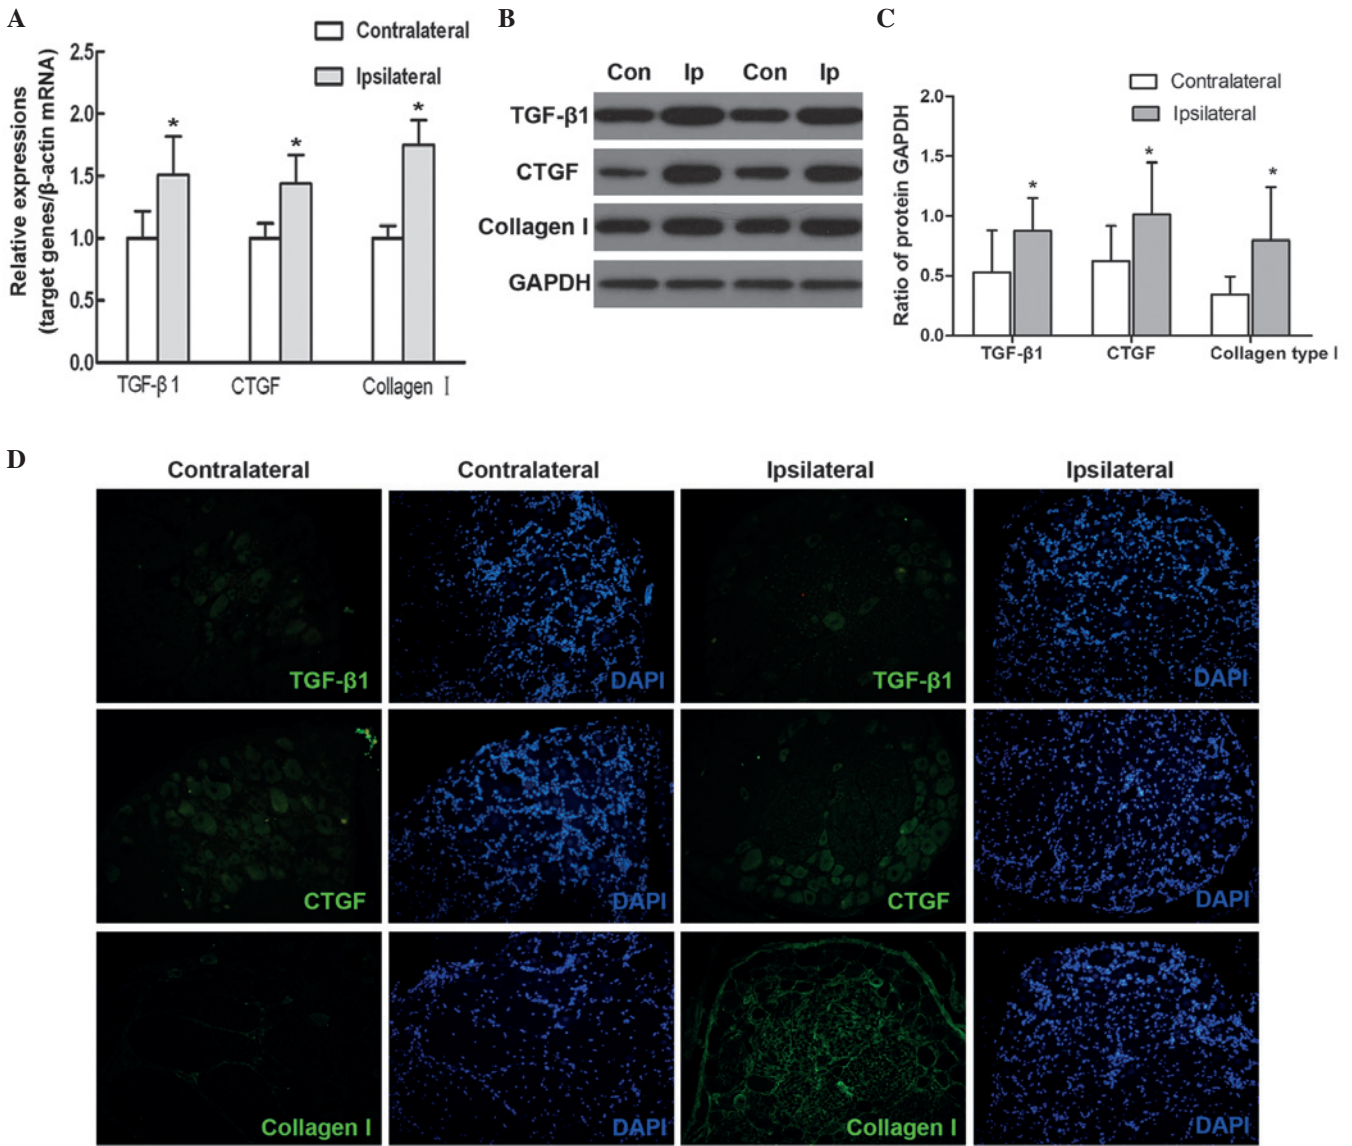 A
Contralateral
Ipsilateral
Relative expressions
(target genes/β-actin mRNA)
2.5
2.0
1.5
1.0
0.5
0.0
*
*
*
TGF-β 1
CTGF
Collagen Ⅰ
B
Con Ip Con Ip
TGF-β1
CTGF
Collagen I
GAPDH
C
Contralateral
Ipsilateral
Ratio of protein GAPDH
2.0
1.5
1.0
0.5
0.0
*
*
*
TGF-β1
CTGF
Collagen type I
D
Contralateral Contralateral Ipsilateral Ipsilateral
TGF-β1 DAPI TGF-β1 DAPI
CTGF DAPI CTGF DAPI
Collagen I DAPI Collagen I DAPI